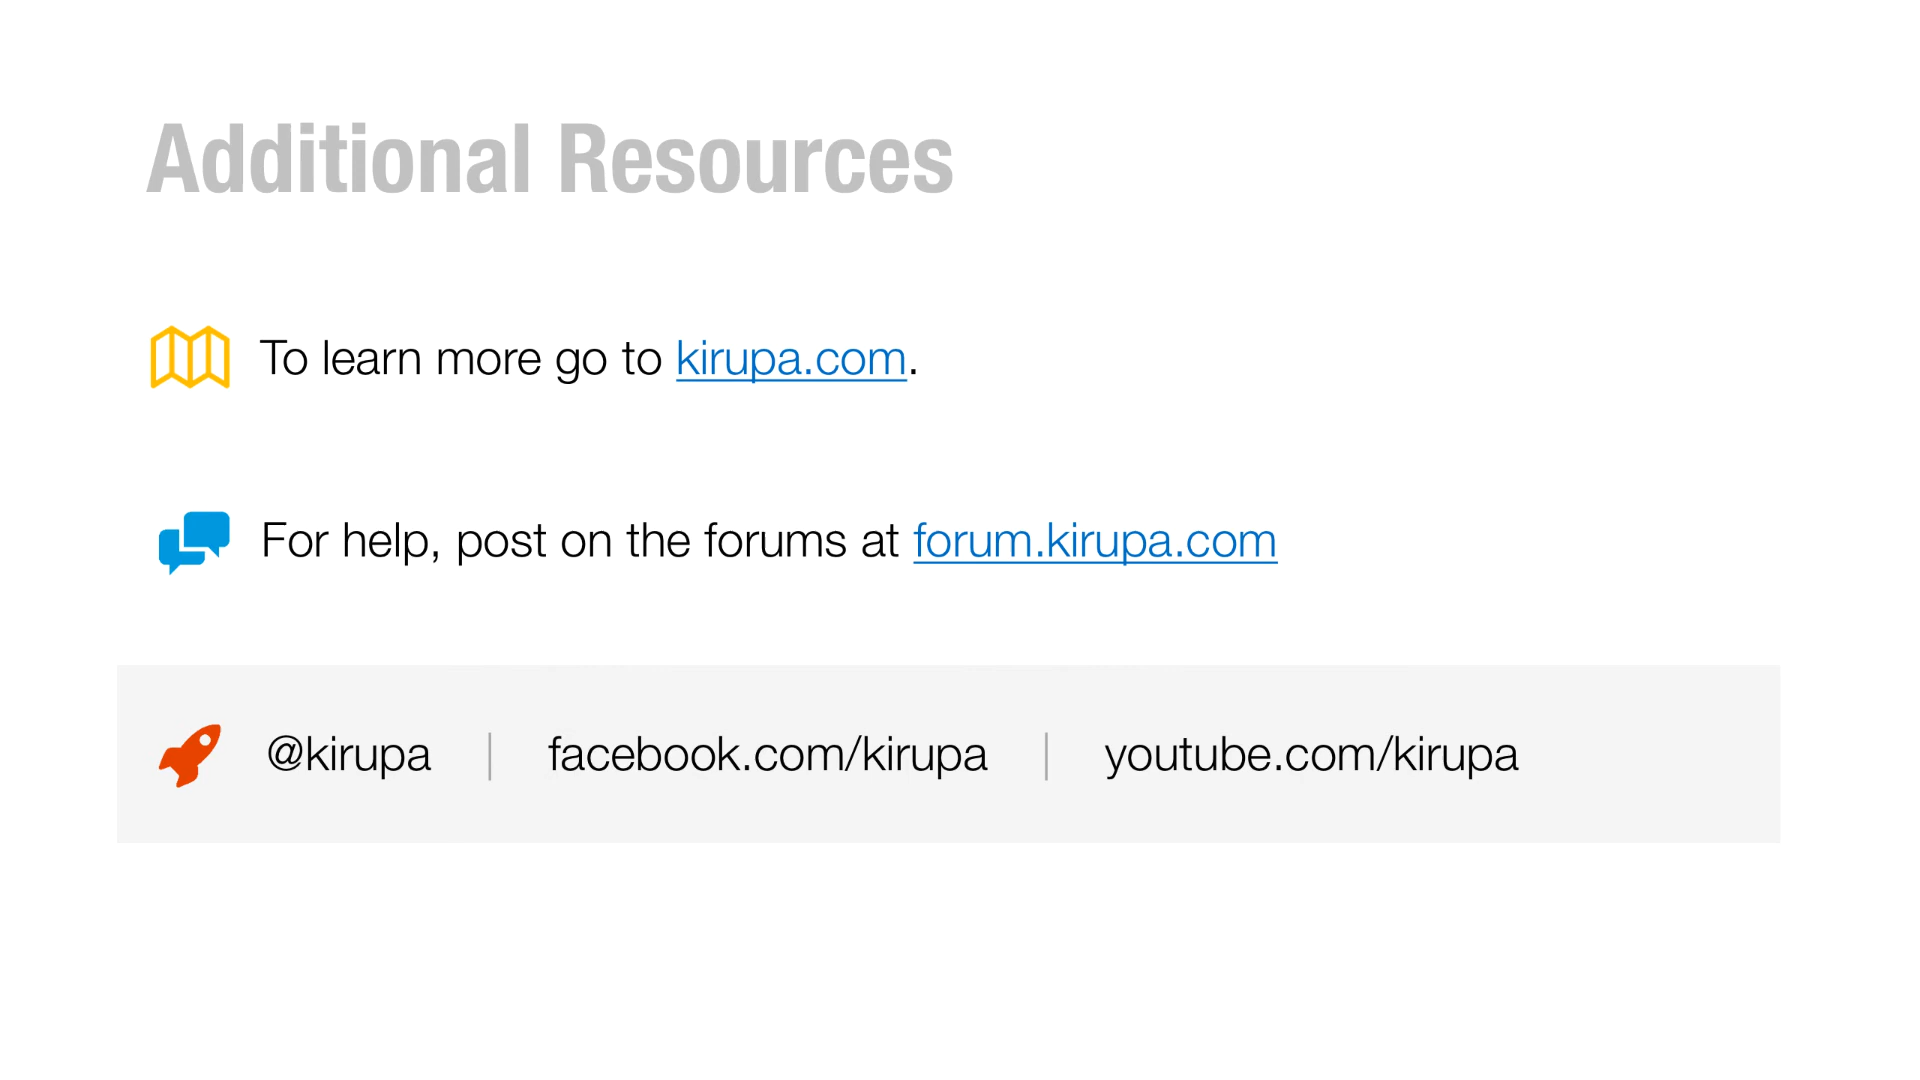 Additional Resources
To learn more go to kirupa.com.
For help, post on the forums at forum.kirupa.com
@kirupa | facebook.com/kirupa | youtube.com/kirupa